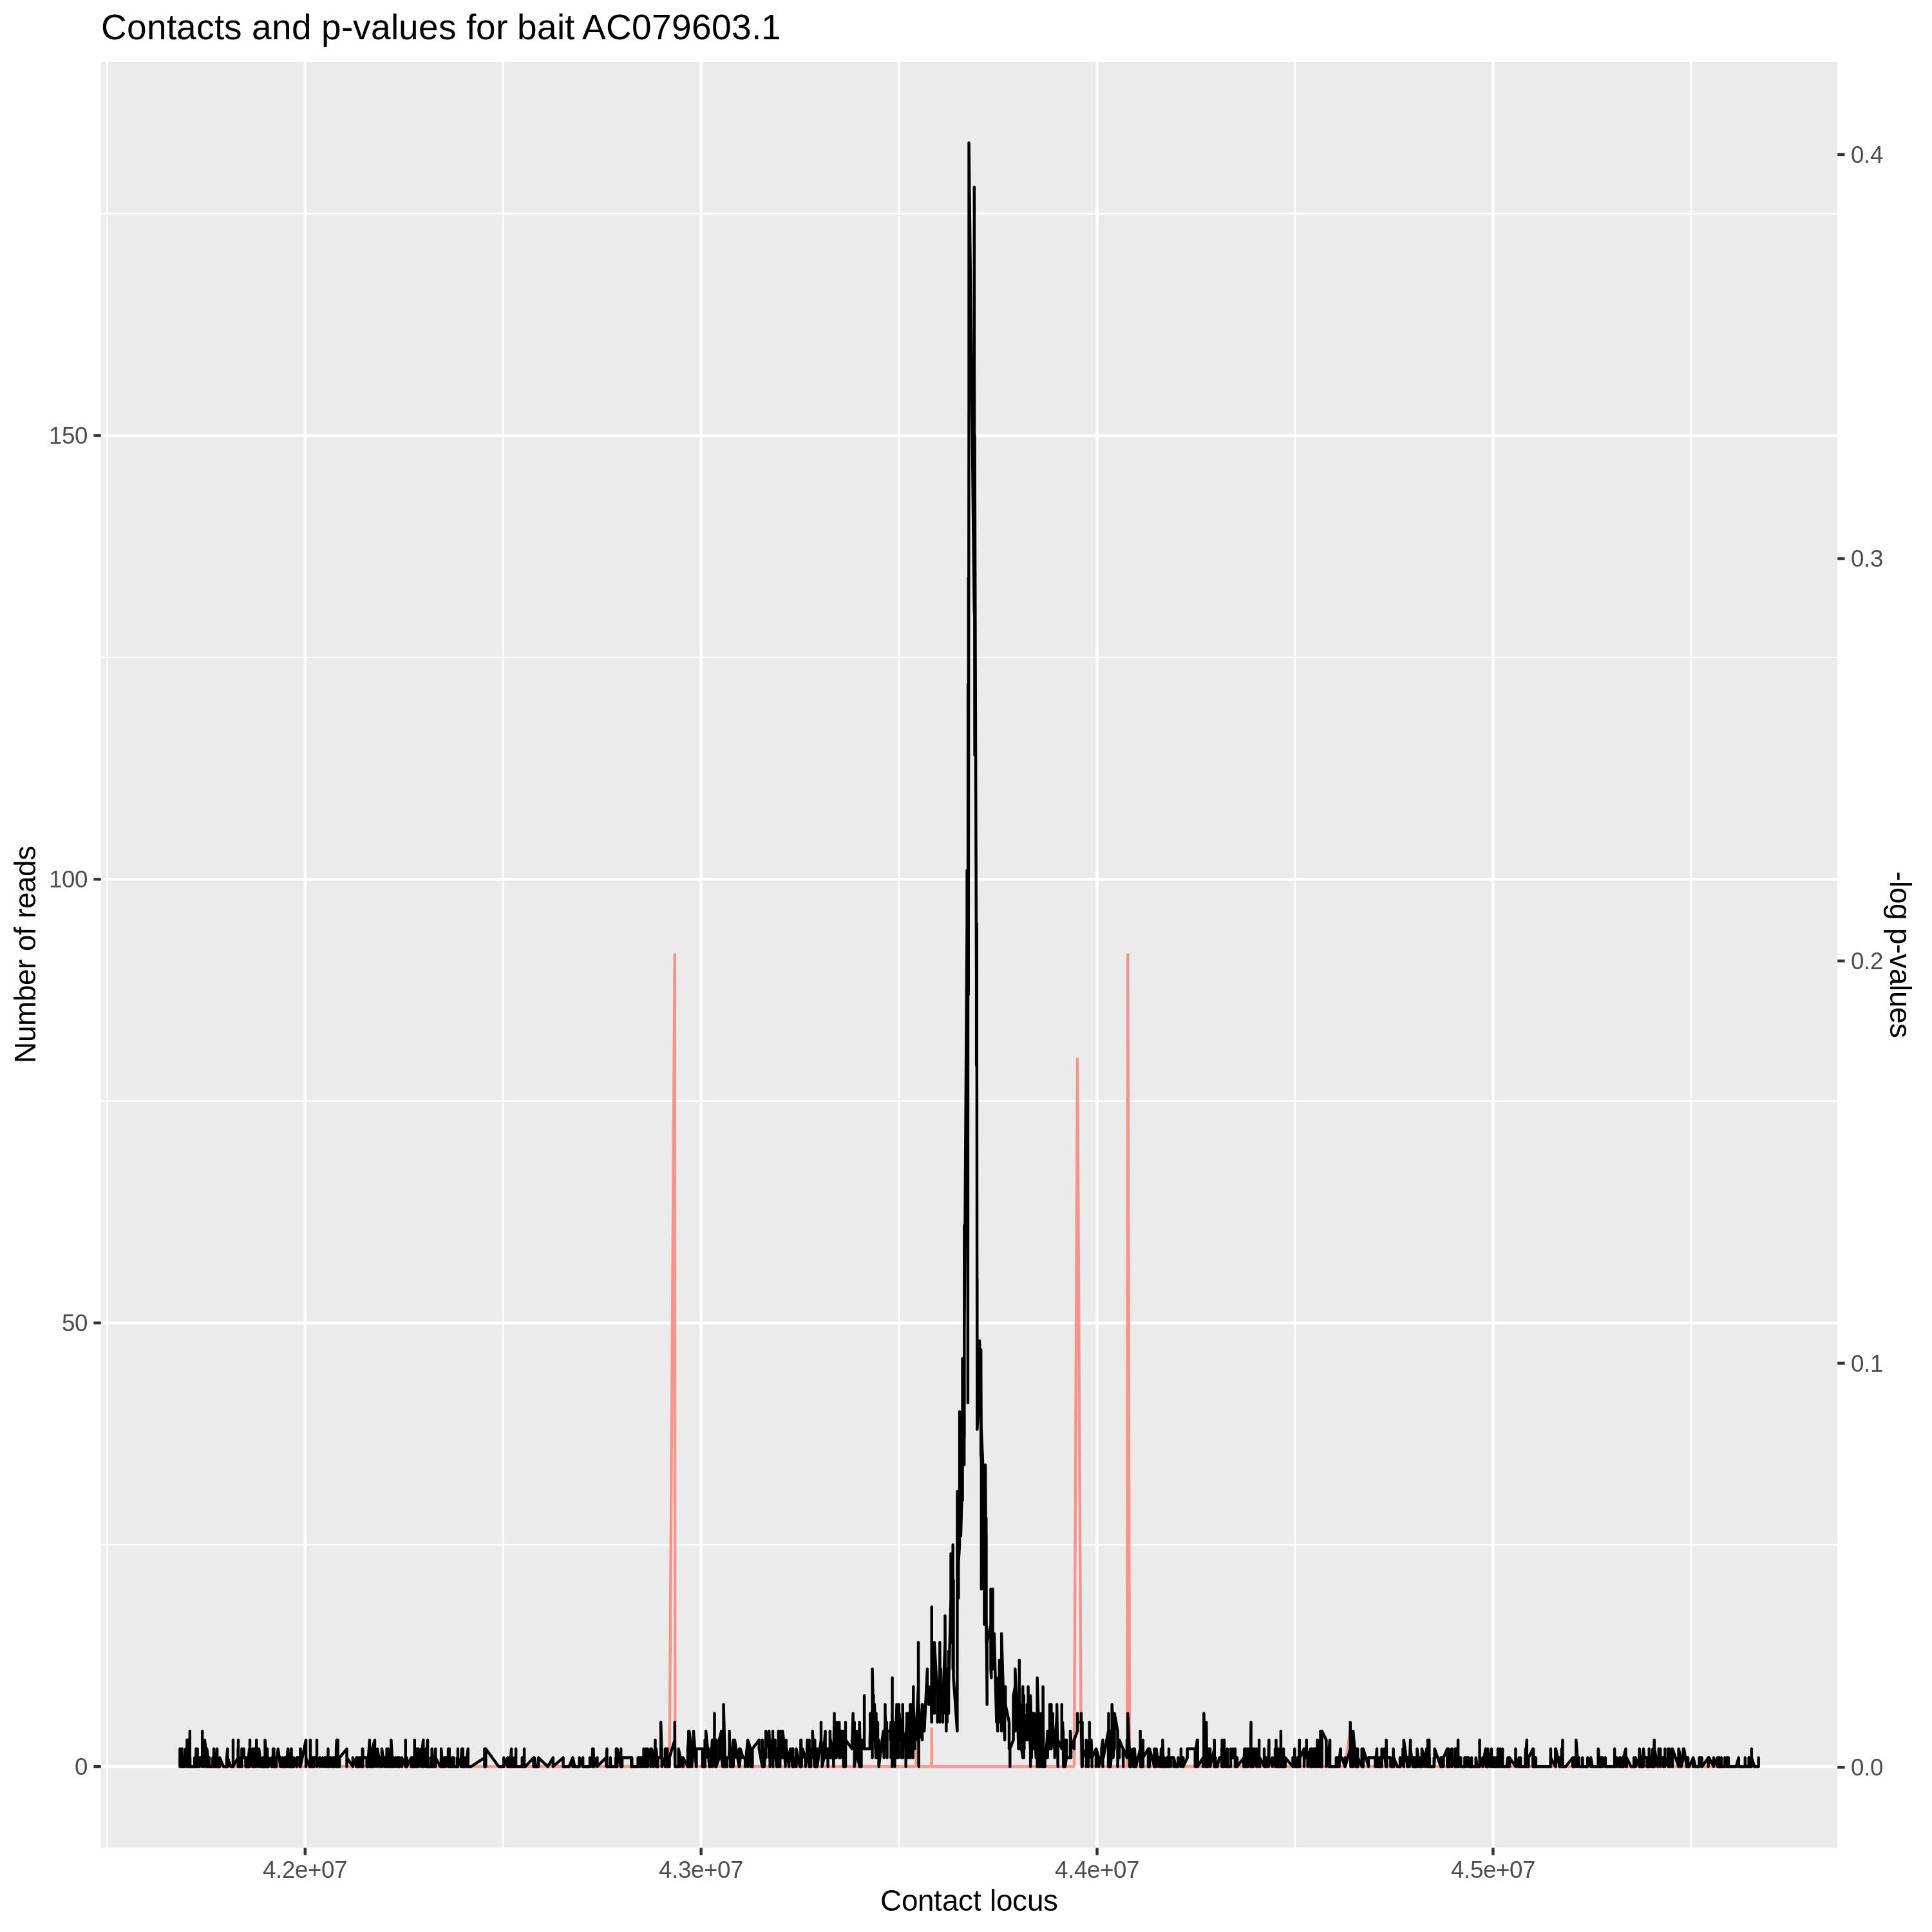 Contacts and p-values for bait AC079603.1
150
100
50
0
Number of reads
0.4
0.3
0.2
0.1
0.0
-log p-values
4.2e+07
4.3e+07
4.4e+07
4.5e+07
Contact locus